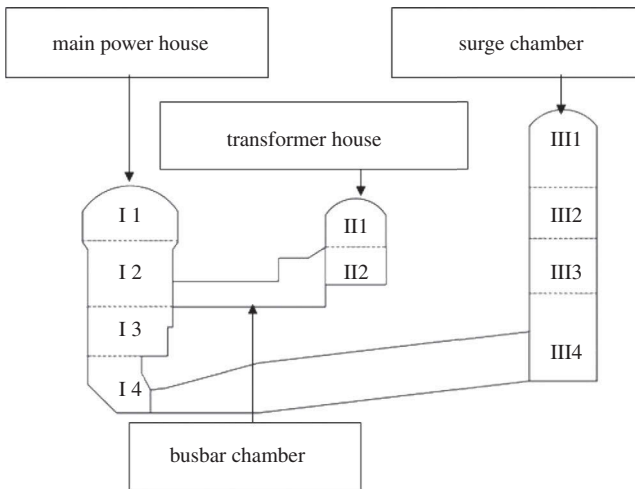 main power house
surge chamber
transformer house
III1
I 1
II1
III2
I 2
II2
III3
I 3
III4
I 4
busbar chamber